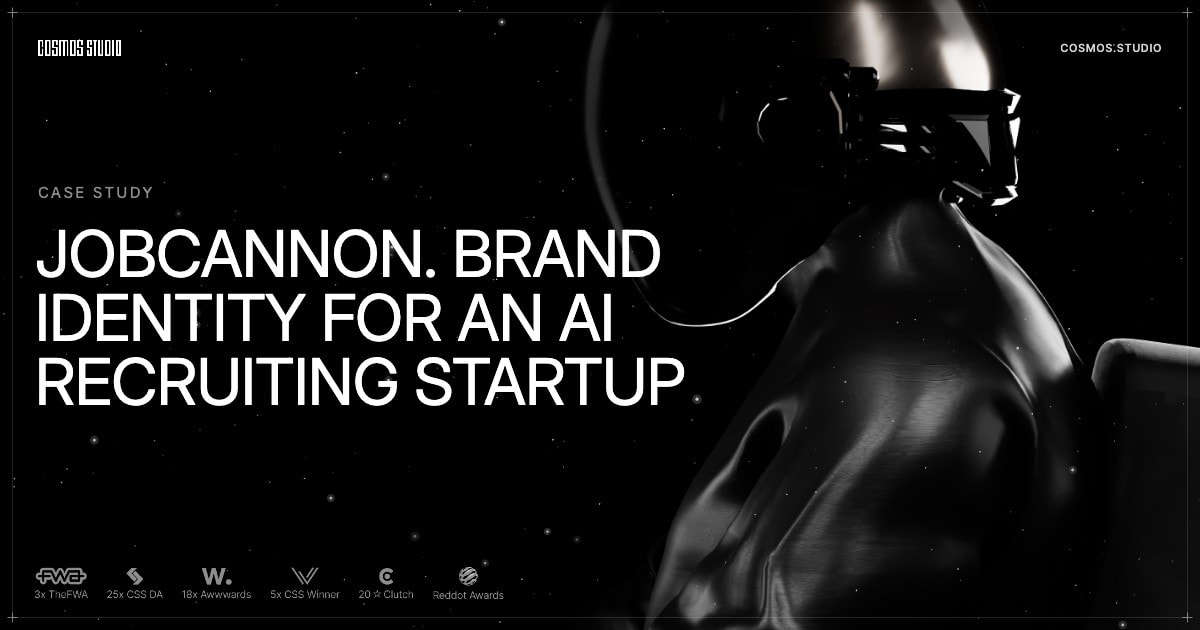 COSMOS STUDIO
COSMOS.STUDIO
CASE STUDY
JOBCANNON. BRAND
IDENTITY FOR AN AI
RECRUITING STARTUP
FWA
W.
3x TheFWA
25x CSS DA
18x Awwwards
5x CSS Winner
20 ☆ Clutch
Reddot Awards